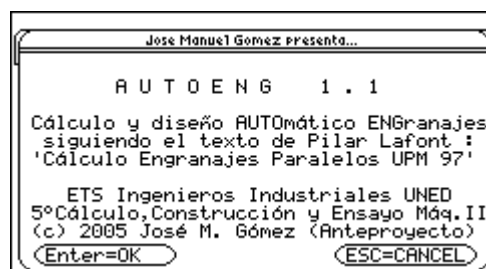 Jose Manuel Gomez presenta...
A U T O E N G   1 . 1
Cálculo y diseño AUTOmático ENGranajes
siguiendo el texto de Pilar Lafont :
'Cálculo Engranajes Paralelos UPM 97'
ETS Ingenieros Industriales UNED
5ºCálculo,Construcción y Ensayo Máq.II
(c) 2005 José M. Gómez (Anteproyecto)
Enter=OK ESC=CANCEL